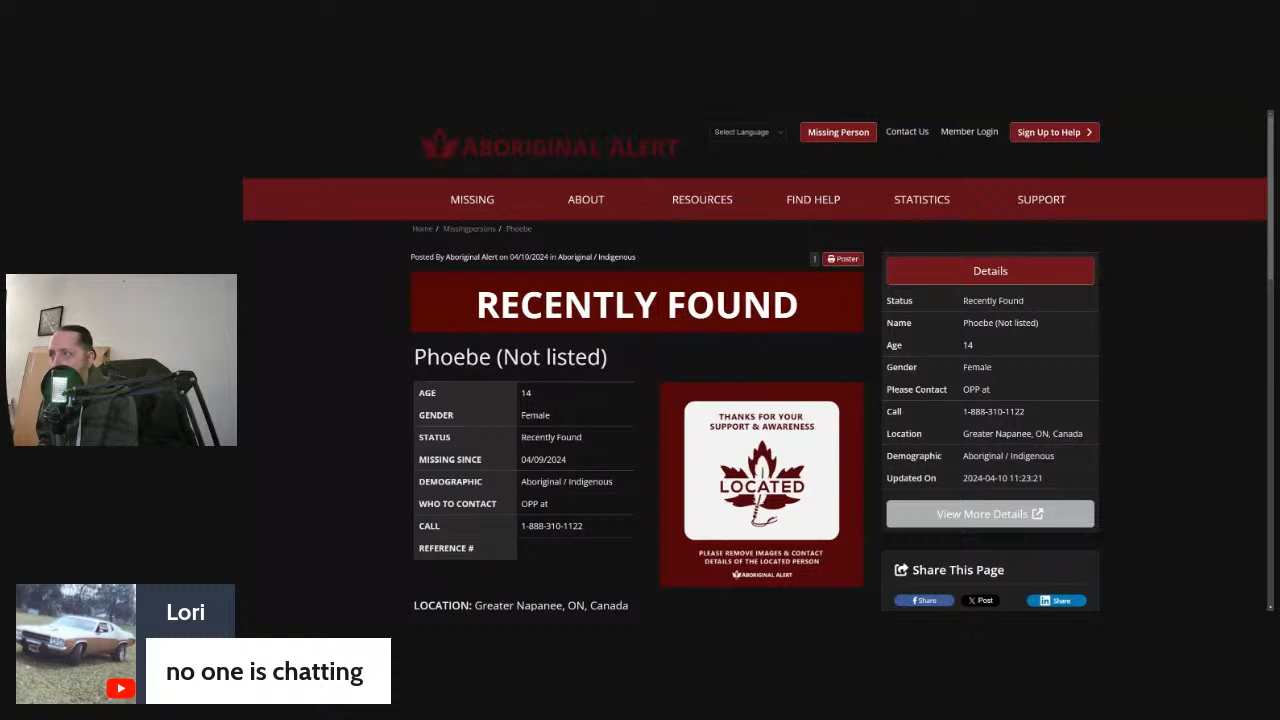 ABORIGINAL ALERT
Select Language
Missing Person
Contact Us
Member Login
Sign Up to Help
MISSING
ABOUT
RESOURCES
FIND HELP
STATISTICS
SUPPORT
Home / Missingpersons / Phoebe
Posted By Aboriginal Alert on 04/10/2024 in Aboriginal / Indigenous
!
Poster
RECENTLY FOUND
Phoebe (Not listed)
AGE 14
GENDER Female
STATUS Recently Found
MISSING SINCE 04/09/2024
DEMOGRAPHIC Aboriginal / Indigenous
WHO TO CONTACT OPP at
CALL 1-888-310-1122
REFERENCE #
THANKS FOR YOUR
SUPPORT & AWARENESS
LOCATED
PLEASE REMOVE IMAGES & CONTACT
DETAILS OF THE LOCATED PERSON
ABORIGINAL ALERT
LOCATION: Greater Napanee, ON, Canada
Details
Status Recently Found
Name Phoebe (Not listed)
Age 14
Gender Female
Please Contact OPP at
Call 1-888-310-1122
Location Greater Napanee, ON, Canada
Demographic Aboriginal / Indigenous
Updated On 2024-04-10 11:23:21
View More Details
Share This Page
Share
Post
Share
Lori
no one is chatting